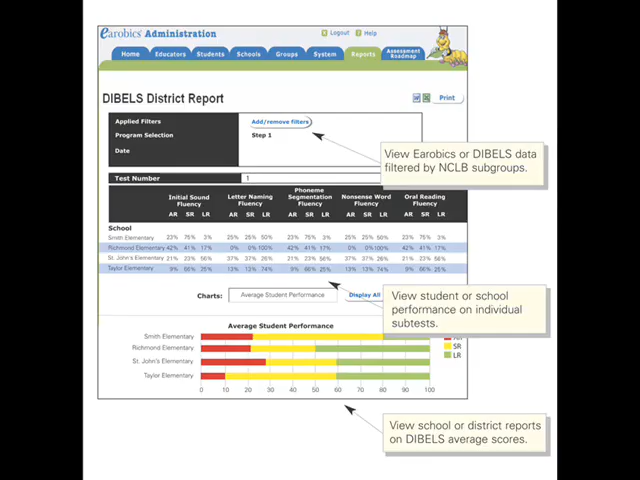 earobics Administration
Logout ? Help
Home Educators Students Schools Groups System Reports Assessment Roadmap
DIBELS District Report
Print
Applied Filters Add/remove filters
Program Selection Step 1
Date
View Earobics or DIBELS data
filtered by NCLB subgroups.
Test Number 1
Initial Sound Fluency Letter Naming Fluency Phoneme Segmentation Fluency Nonsense Word Fluency Oral Reading Fluency
AR SR LR AR SR LR AR SR LR AR SR LR AR SR LR
School
Smith Elementary 23% 75% 3% 25% 25% 50% 23% 75% 3% 25% 25% 50% 23% 75% 3%
Richmond Elementary 42% 41% 17% 0% 0% 100% 42% 41% 17% 0% 0% 100% 42% 41% 17%
St. John's Elementary 21% 23% 56% 37% 37% 26% 21% 23% 56% 37% 37% 26% 21% 23% 56%
Taylor Elementary 9% 66% 25% 13% 13% 74% 9% 66% 25% 13% 13% 74% 9% 66% 25%
Charts: Average Student Performance Display All
View student or school
performance on individual
subtests.
Average Student Performance
Smith Elementary
Richmond Elementary
St. John's Elementary
Taylor Elementary
0 10 20 30 40 50 60 70 80 90 100
SR
LR
View school or district reports
on DIBELS average scores.